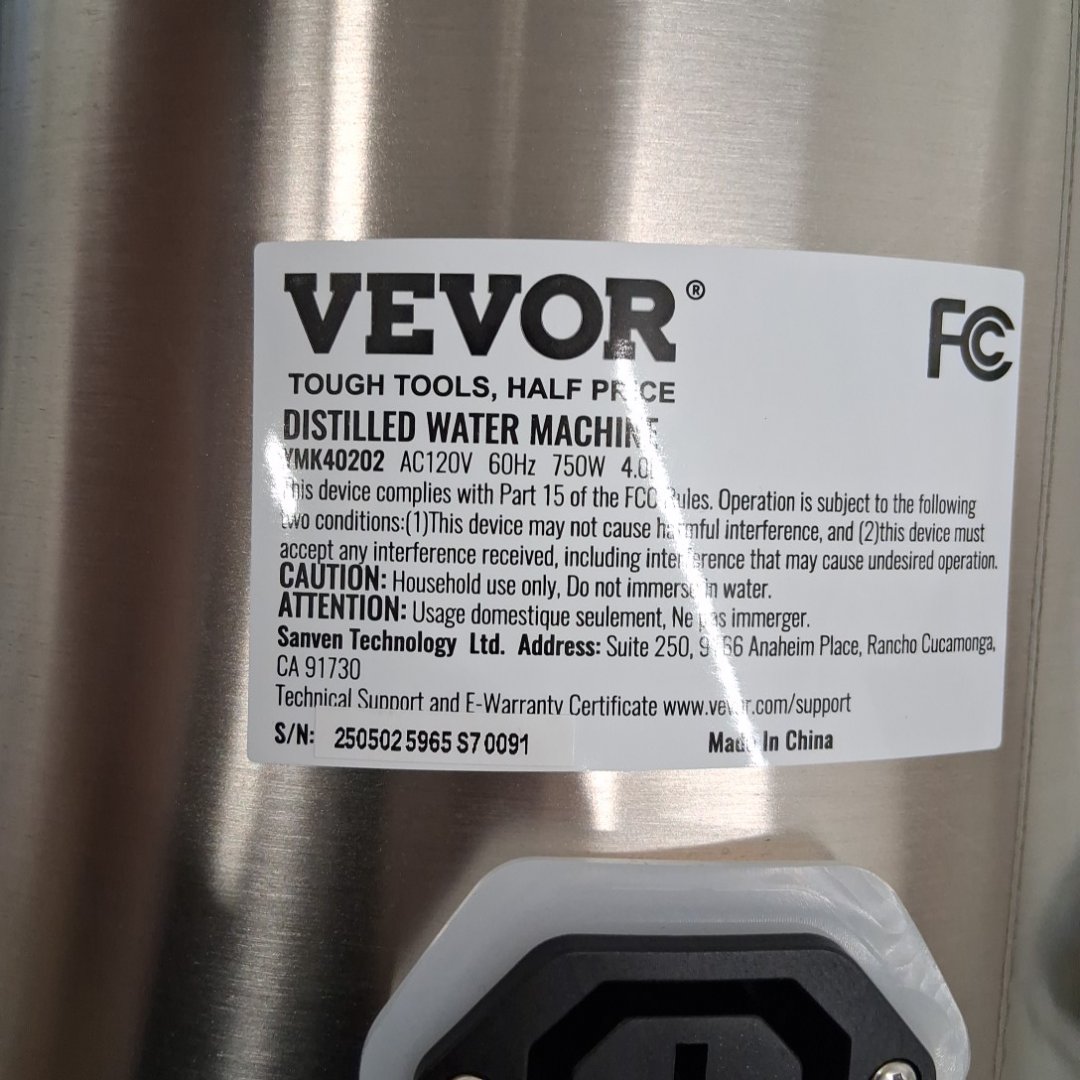 VEVOR®
FC
TOUGH TOOLS, HALF PRICE
DISTILLED WATER MACHINE
YMK40202 AC120V 60Hz 750W
This device complies with Part 15 of the FCC Rules. Operation is subject to the following
two conditions:(1)This device may not cause harmful interference, and (2)this device must
accept any interference received, including interference that may cause undesired operation.
CAUTION: Household use only, Do not immerse in water.
ATTENTION: Usage domestique seulement, Ne pas immerger.
Sanven Technology Ltd. Address: Suite 250, Anaheim Place, Rancho Cucamonga,
CA 91730
Technical Support and E-Warranty Certificate www.vevor.com/support
S/N: 250502 5965 S7 0091 Made In China